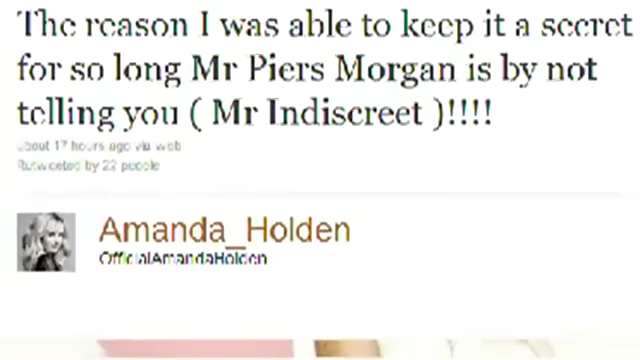 The reason I was able to keep it a secret
for so long Mr Piers Morgan is by not
telling you ( Mr Indiscreet )!!!!
about 17 hours ago via web
Retweeted by 22 people
Amanda_Holden
OfficialAmandaHolden